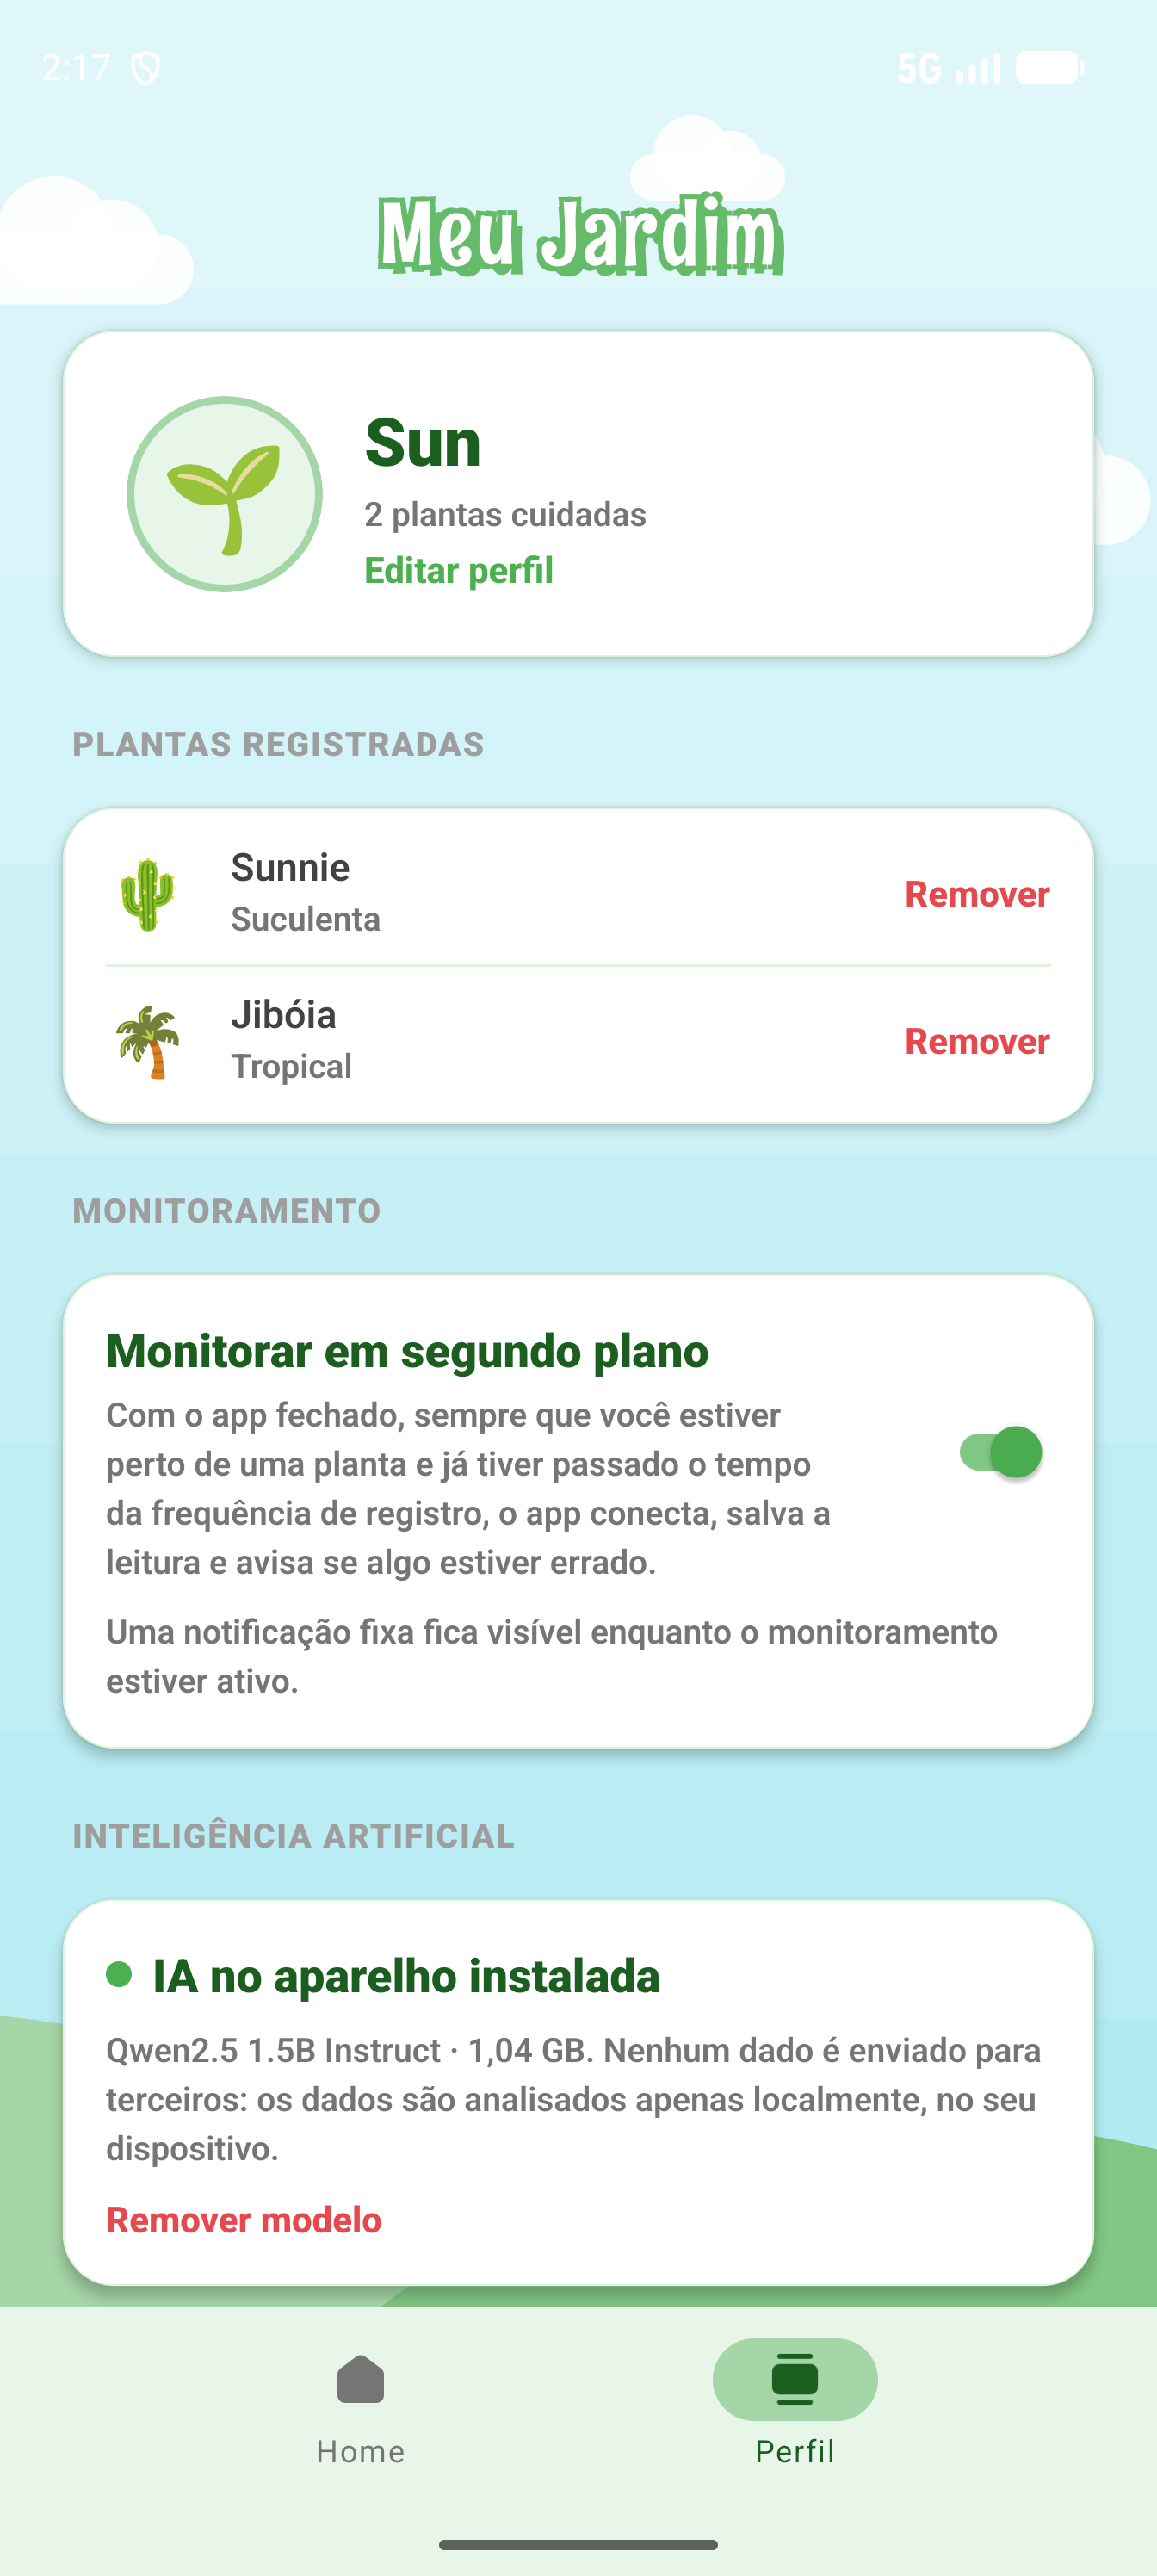 2:17
5G
Meu Jardim
Sun
2 plantas cuidadas
Editar perfil
PLANTAS REGISTRADAS
Sunnie
Suculenta
Remover
Jibóia
Tropical
Remover
MONITORAMENTO
Monitorar em segundo plano
Com o app fechado, sempre que você estiver
perto de uma planta e já tiver passado o tempo
da frequência de registro, o app conecta, salva a
leitura e avisa se algo estiver errado.
Uma notificação fixa fica visível enquanto o monitoramento
estiver ativo.
INTELIGÊNCIA ARTIFICIAL
IA no aparelho instalada
Qwen2.5 1.5B Instruct · 1,04 GB. Nenhum dado é enviado para
terceiros: os dados são analisados apenas localmente, no seu
dispositivo.
Remover modelo
Home
Perfil